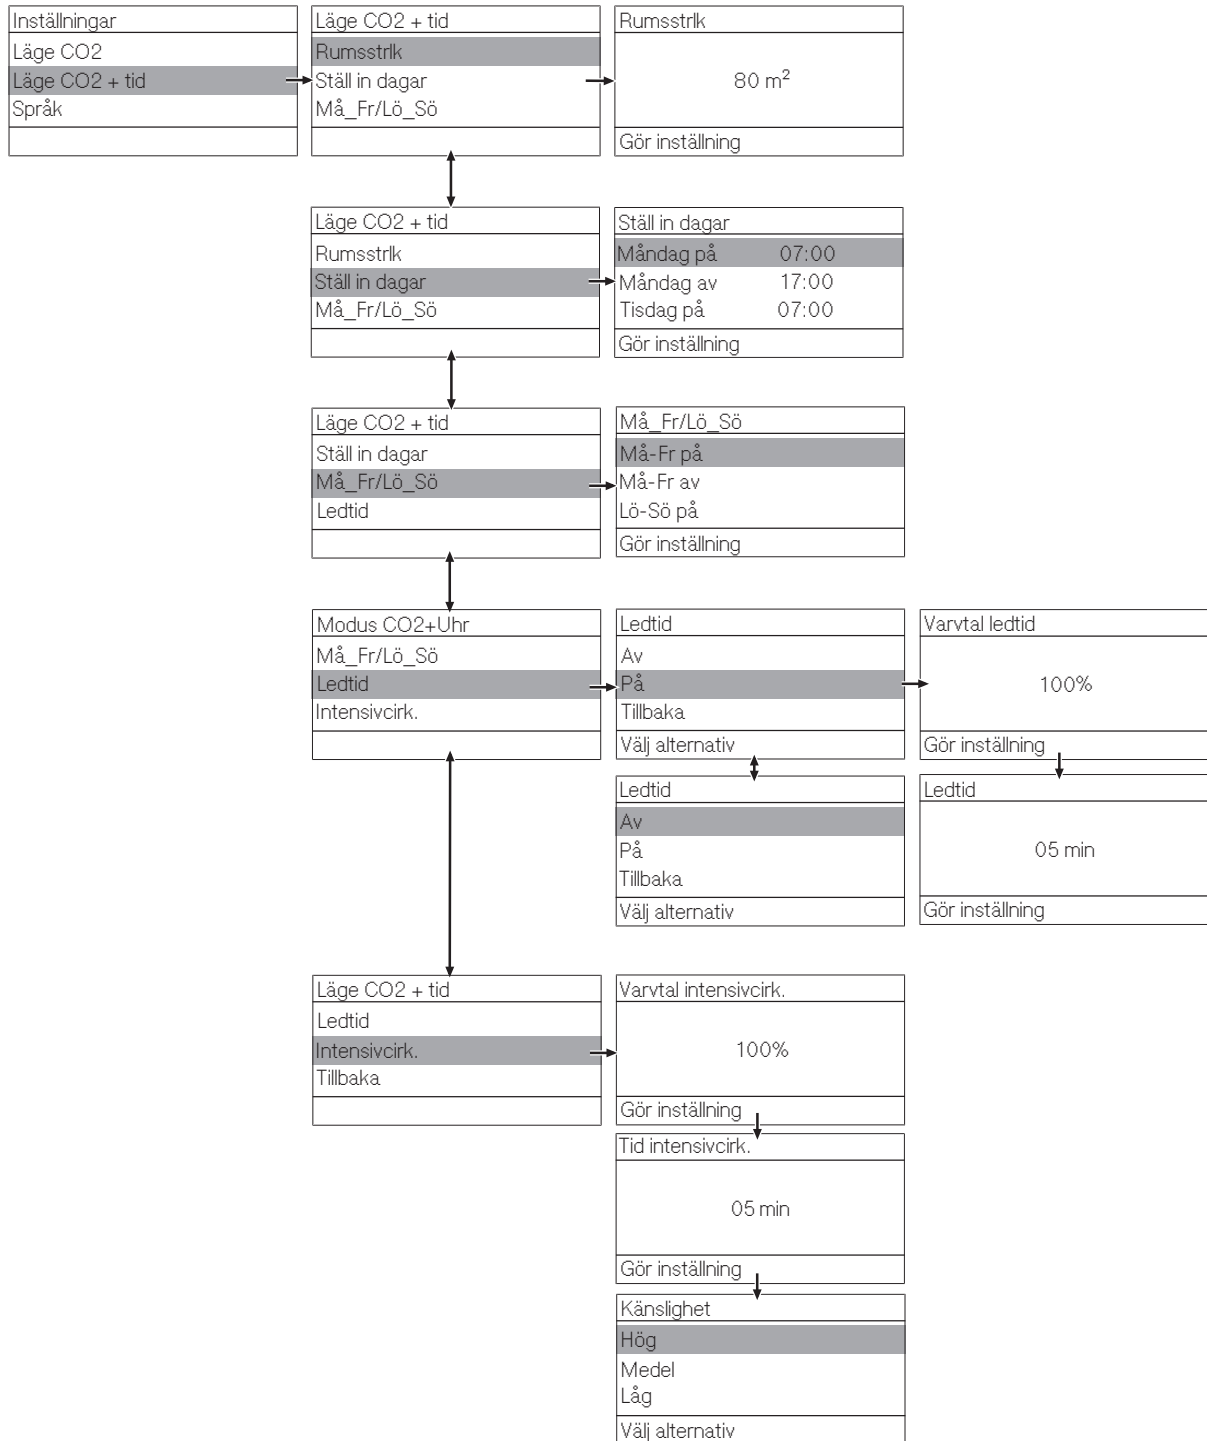 Inställningar
Läge CO2
Läge CO2 + tid
Språk
Läge CO2 + tid
Rumsstrlk
Ställ in dagar
Må_Fr/Lö_Sö
Rumsstrlk
80 m²
Gör inställning
Läge CO2 + tid
Rumsstrlk
Ställ in dagar
Må_Fr/Lö_Sö
Ställ in dagar
Måndag på 07:00
Måndag av 17:00
Tisdag på 07:00
Gör inställning
Läge CO2 + tid
Ställ in dagar
Må_Fr/Lö_Sö
Ledtid
Må_Fr/Lö_Sö
Må-Fr på
Må-Fr av
Lö-Sö på
Gör inställning
Modus CO2+Uhr
Må_Fr/Lö_Sö
Ledtid
Intensivcirk.
Ledtid
Av
På
Tillbaka
Välj alternativ
Varvtal ledtid
100%
Gör inställning
Ledtid
Av
På
Tillbaka
Välj alternativ
Ledtid
05 min
Gör inställning
Läge CO2 + tid
Ledtid
Intensivcirk.
Tillbaka
Varvtal intensivcirk.
100%
Gör inställning
Tid intensivcirk.
05 min
Gör inställning
Känslighet
Hög
Medel
Låg
Välj alternativ